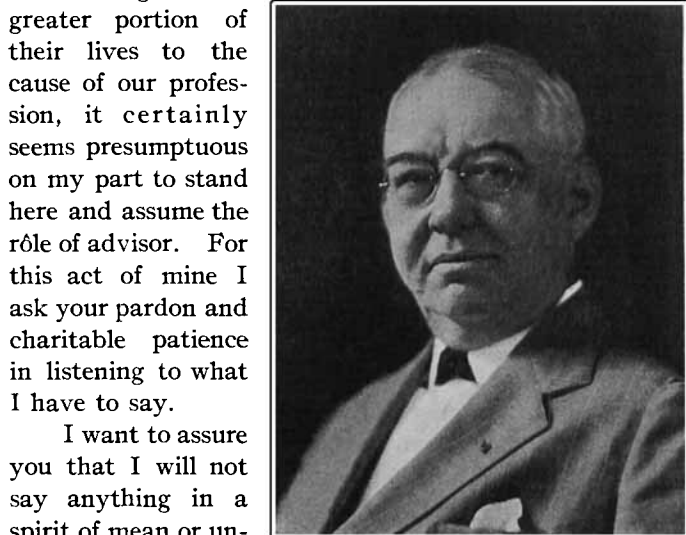 greater portion of
their lives to the
cause of our profes-
sion, it certainly
seems presumptuous
on my part to stand
here and assume the
rôle of advisor. For
this act of mine I
ask your pardon and
charitable patience
in listening to what
I have to say.
I want to assure
you that I will not
say anything in a
spirit of mean or un-